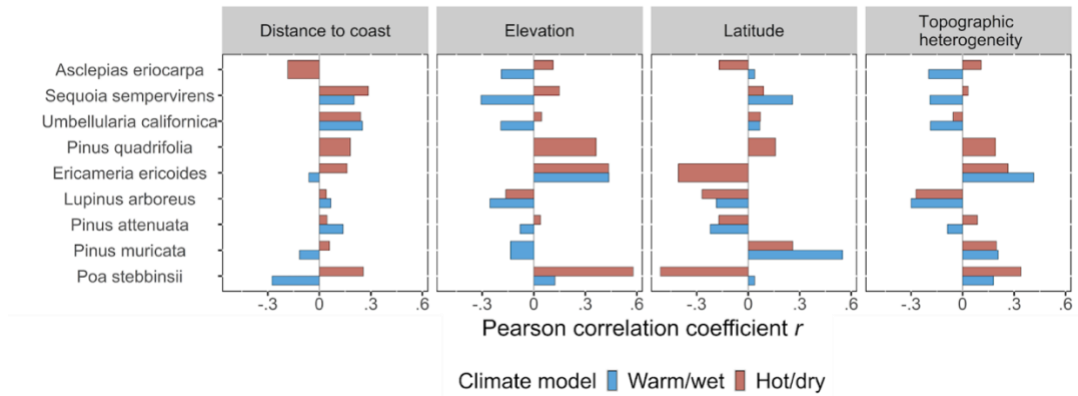 Distance to coast
Elevation
Latitude
Topographic
heterogeneity
Asclepias eriocarpa
Sequoia sempervirens
Umbellularia californica
Pinus quadrifolia
Ericameria ericoides
Lupinus arboreus
Pinus attenuata
Pinus muricata
Poa stebbinsii
-.3 0 .3 .6 -.3 0 .3 .6 -.3 0 .3 .6 -.3 0 .3 .6
Pearson correlation coefficient r
Climate model Warm/wet Hot/dry